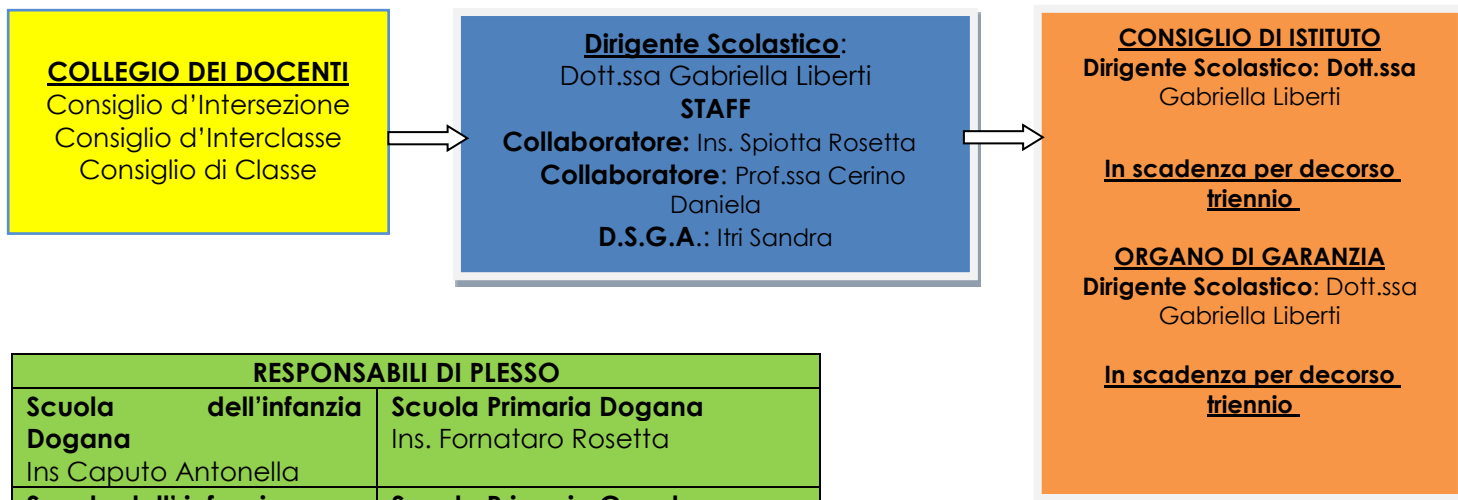 COLLEGIO DEI DOCENTI
Consiglio d’Intersezione
Consiglio d’Interclasse
Consiglio di Classe
Dirigente Scolastico:
Dott.ssa Gabriella Liberti
STAFF
Collaboratore: Ins. Spiotta Rosetta
Collaboratore: Prof.ssa Cerino
Daniela
D.S.G.A.: Itri Sandra
CONSIGLIO DI ISTITUTO
Dirigente Scolastico: Dott.ssa
Gabriella Liberti
In scadenza per decorso
triennio
ORGANO DI GARANZIA
Dirigente Scolastico: Dott.ssa
Gabriella Liberti
In scadenza per decorso
triennio
RESPONSABILI DI PLESSO
Scuola dell’infanzia
Dogana
Ins Caputo Antonella
Scuola Primaria Dogana
Ins. Fornataro Rosetta